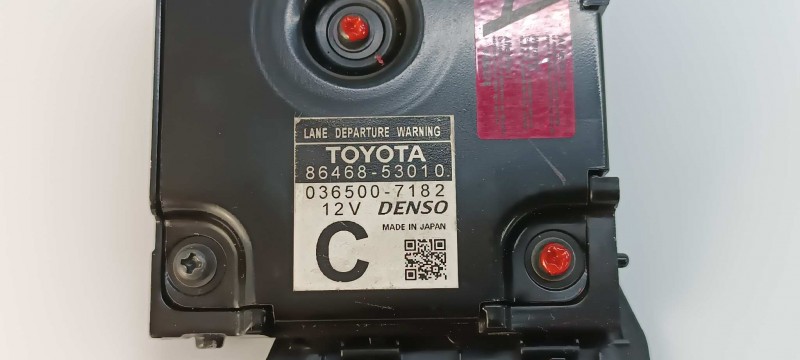 LANE DEPARTURE WARNING
TOYOTA
86468-53010.
036500-7182
12V DENSO
MADE IN JAPAN
C